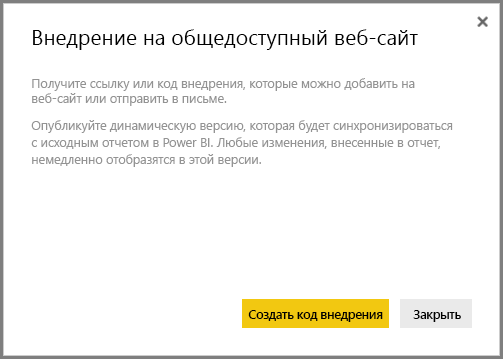 Внедрение на общедоступный веб-сайт
Получите ссылку или код внедрения, которые можно добавить на
веб-сайт или отправить в письме.
Опубликуйте динамическую версию, которая будет синхронизироваться
с исходным отчетом в Power BI. Любые изменения, внесенные в отчет,
немедленно отобразятся в этой версии.
Создать код внедрения
Закрыть